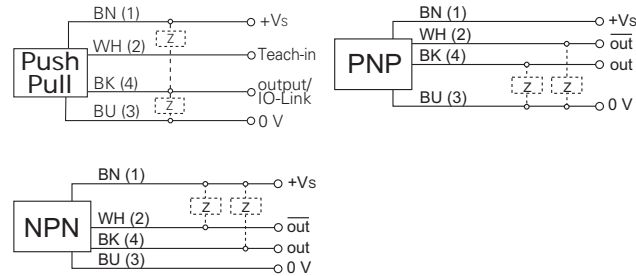 BN (1)
+Vs
Z
WH (2)
Teach-in
Push
Pull
BK (4)
output/
IO-Link
Z
BU (3)
0 V
BN (1)
+Vs
WH (2)
out
PNP
BK (4)
out
Z
Z
BU (3)
0 V
BN (1)
+Vs
Z
Z
NPN
WH (2)
out
BK (4)
out
BU (3)
0 V